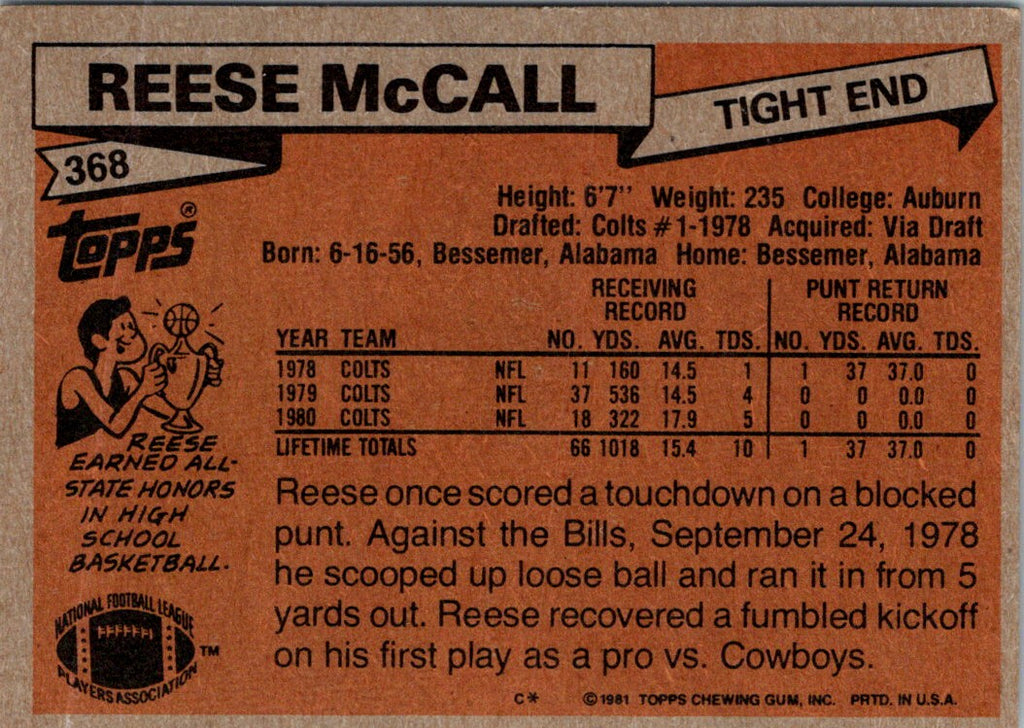 REESE McCALL
TIGHT END
368
Topps®
Height: 6'7" Weight: 235 College: Auburn
Drafted: Colts #1-1978 Acquired: Via Draft
Born: 6-16-56, Bessemer, Alabama Home: Bessemer, Alabama
RECEIVING RECORD PUNT RETURN RECORD
YEAR TEAM NO. YDS. AVG. TDS. NO. YDS. AVG. TDS.
1978 COLTS NFL 11 160 14.5 1 1 37 37.0 0
1979 COLTS NFL 37 536 14.5 4 0 0 0.0 0
1980 COLTS NFL 18 322 17.9 5 0 0 0.0 0
LIFETIME TOTALS 66 1018 15.4 10 1 37 37.0 0
REESE
EARNED ALL-
STATE HONORS
IN HIGH
SCHOOL
BASKETBALL.
Reese once scored a touchdown on a blocked
punt. Against the Bills, September 24, 1978
he scooped up loose ball and ran it in from 5
yards out. Reese recovered a fumbled kickoff
on his first play as a pro vs. Cowboys.
NATIONAL FOOTBALL LEAGUE
PLAYERS ASSOCIATION
TM
C* ©1981 TOPPS CHEWING GUM, INC. PRTD. IN U.S.A.